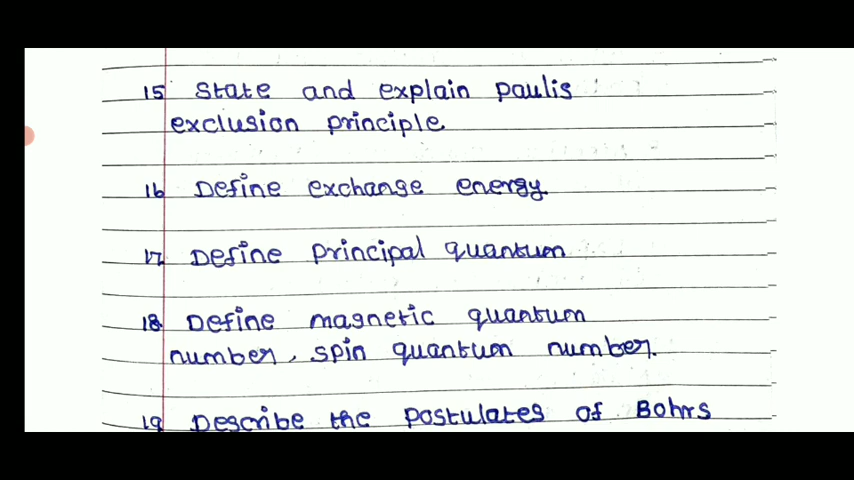 15 State and explain paulis
exclusion principle.
16 Define exchange energy.
17. Define principal quantum
18. Define magnetic quantum
number, spin quantum number.
19 Describe the postulates of Bohrs